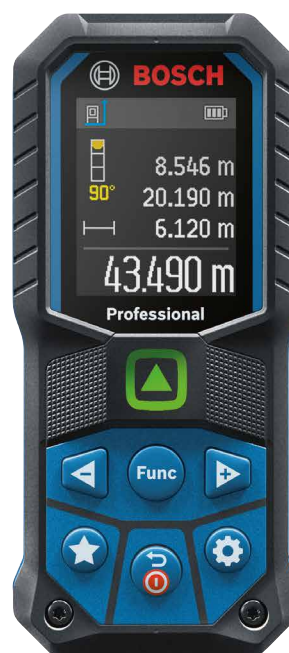 BOSCH
8.546 m
90° 20.190 m
6.120 m
43.490 m
Professional
Func